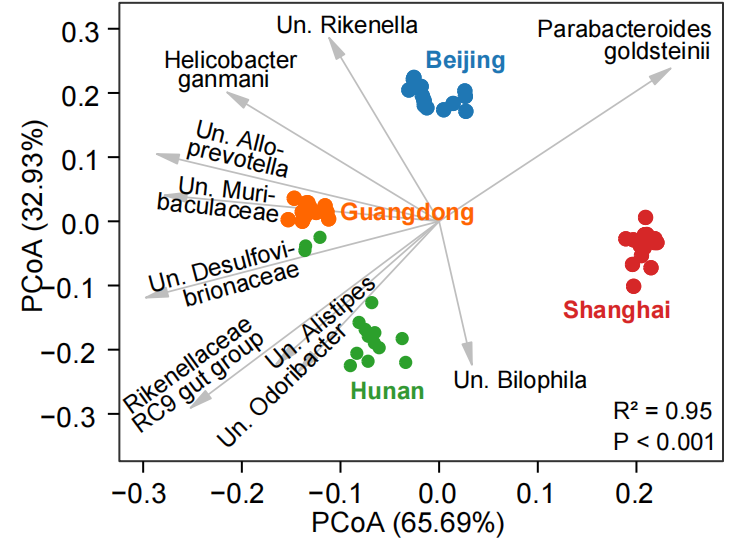 Un. Rikenella
Parabacteroides
goldsteinii
Helicobacter
ganmani
Beijing
Un. Allo-
prevotella
Un. Muri-
baculaceae
Guangdong
Un. Desulfovi-
brionaceae
Shanghai
Un. Alistipes
Un. Odoribacter
Rikenellaceae
RC9 gut group
Hunan
Un. Bilophila
R² = 0.95
P < 0.001
PCoA (32.93%)
0.3
0.2
0.1
0.0
−0.1
−0.2
−0.3
−0.3 −0.2 −0.1 0.0 0.1 0.2
PCoA (65.69%)